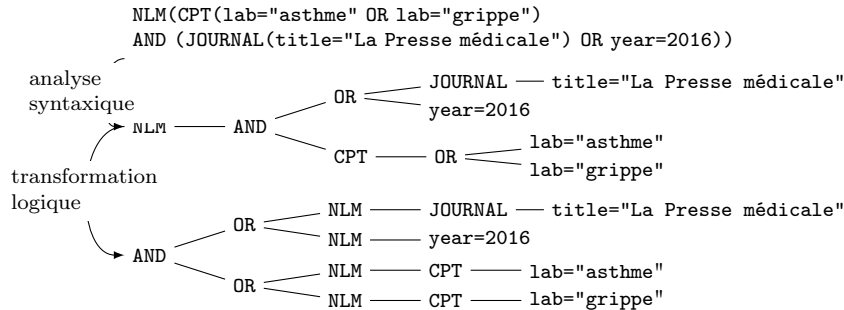 NLM(CPT(lab="asthme" OR lab="grippe")
AND (JOURNAL(title="La Presse médicale") OR year=2016))
analyse
syntaxique
JOURNAL title="La Presse médicale"
OR
year=2016
NLM AND
lab="asthme"
CPT OR
lab="grippe"
transformation
logique
NLM JOURNAL title="La Presse médicale"
OR
NLM year=2016
AND
NLM CPT lab="asthme"
OR
NLM CPT lab="grippe"